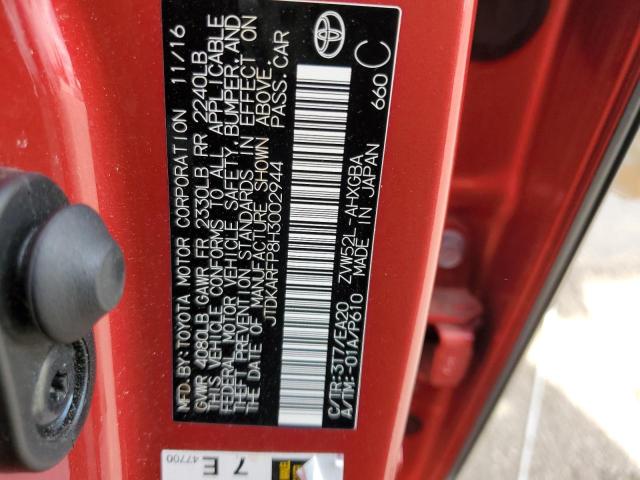 MFD. BY: TOYOTA MOTOR CORPORATION 11/16
GVWR 4080LB GAWR FR 2330LB RR 2240LB
THIS VEHICLE CONFORMS TO ALL APPLICABLE
FEDERAL MOTOR VEHICLE SAFETY, BUMPER, AND
THEFT PREVENTION STANDARDS IN EFFECT ON
THE DATE OF MANUFACTURE SHOWN ABOVE.
JTDKARFP8H3002944 PASS. CAR
C/TR: 3T7/EA20 ZVW52L -AHXGBA
A/TM: -01A/P610 MADE IN JAPAN 660
C
7 E
47700